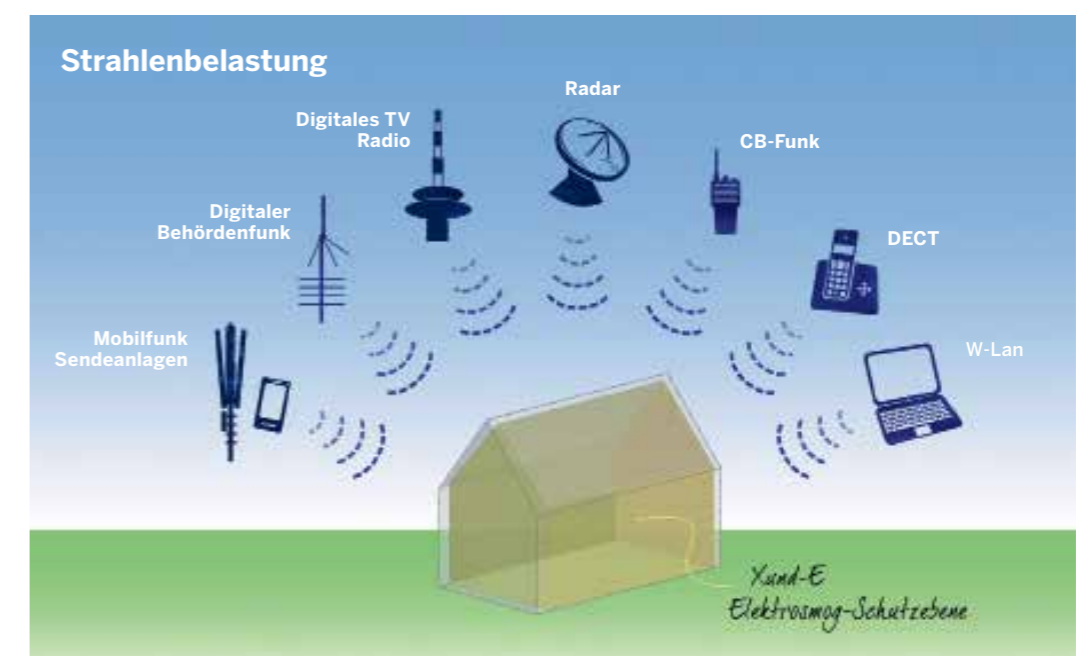 Strahlenbelastung
Radar
Digitales TV
Radio
CB-Funk
Digitaler
Behördenfunk
DECT
Mobilfunk
Sendeanlagen
W-Lan
Xund-E
Elektrosmog-Schutzebene